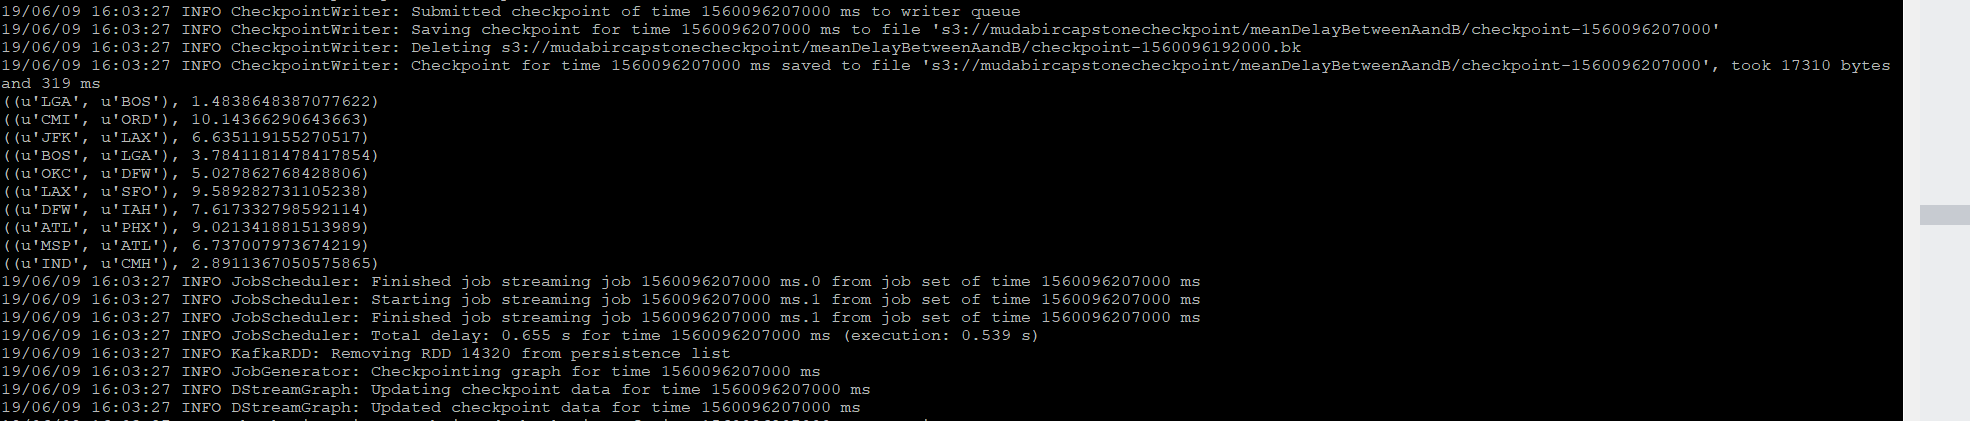 19/06/09 16:03:27 INFO CheckpointWriter: Submitted checkpoint of time 1560096207000 ms to writer queue
19/06/09 16:03:27 INFO CheckpointWriter: Saving checkpoint for time 1560096207000 ms to file 's3://mudabircapstonecheckpoint/meanDelayBetweenAandB/checkpoint-1560096207000'
19/06/09 16:03:27 INFO CheckpointWriter: Deleting s3://mudabircapstonecheckpoint/meanDelayBetweenAandB/checkpoint-1560096192000.bk
19/06/09 16:03:27 INFO CheckpointWriter: Checkpoint for time 1560096207000 ms saved to file 's3://mudabircapstonecheckpoint/meanDelayBetweenAandB/checkpoint-1560096207000', took 17310 bytes
and 319 ms
((u'LGA', u'BOS'), 1.4838648387077622)
((u'CMI', u'ORD'), 10.14366290643663)
((u'JFK', u'LAX'), 6.635119155270517)
((u'BOS', u'LGA'), 3.7841181478417854)
((u'OKC', u'DFW'), 5.027862768428806)
((u'LAX', u'SFO'), 9.589282731105238)
((u'DFW', u'IAH'), 7.617332798592114)
((u'ATL', u'PHX'), 9.021341881513989)
((u'MSP', u'ATL'), 6.737007973674219)
((u'IND', u'CMH'), 2.8911367050575865)
19/06/09 16:03:27 INFO JobScheduler: Finished job streaming job 1560096207000 ms.0 from job set of time 1560096207000 ms
19/06/09 16:03:27 INFO JobScheduler: Starting job streaming job 1560096207000 ms.1 from job set of time 1560096207000 ms
19/06/09 16:03:27 INFO JobScheduler: Finished job streaming job 1560096207000 ms.1 from job set of time 1560096207000 ms
19/06/09 16:03:27 INFO JobScheduler: Total delay: 0.655 s for time 1560096207000 ms (execution: 0.539 s)
19/06/09 16:03:27 INFO KafkaRDD: Removing RDD 14320 from persistence list
19/06/09 16:03:27 INFO JobGenerator: Checkpointing graph for time 1560096207000 ms
19/06/09 16:03:27 INFO DStreamGraph: Updating checkpoint data for time 1560096207000 ms
19/06/09 16:03:27 INFO DStreamGraph: Updated checkpoint data for time 1560096207000 ms